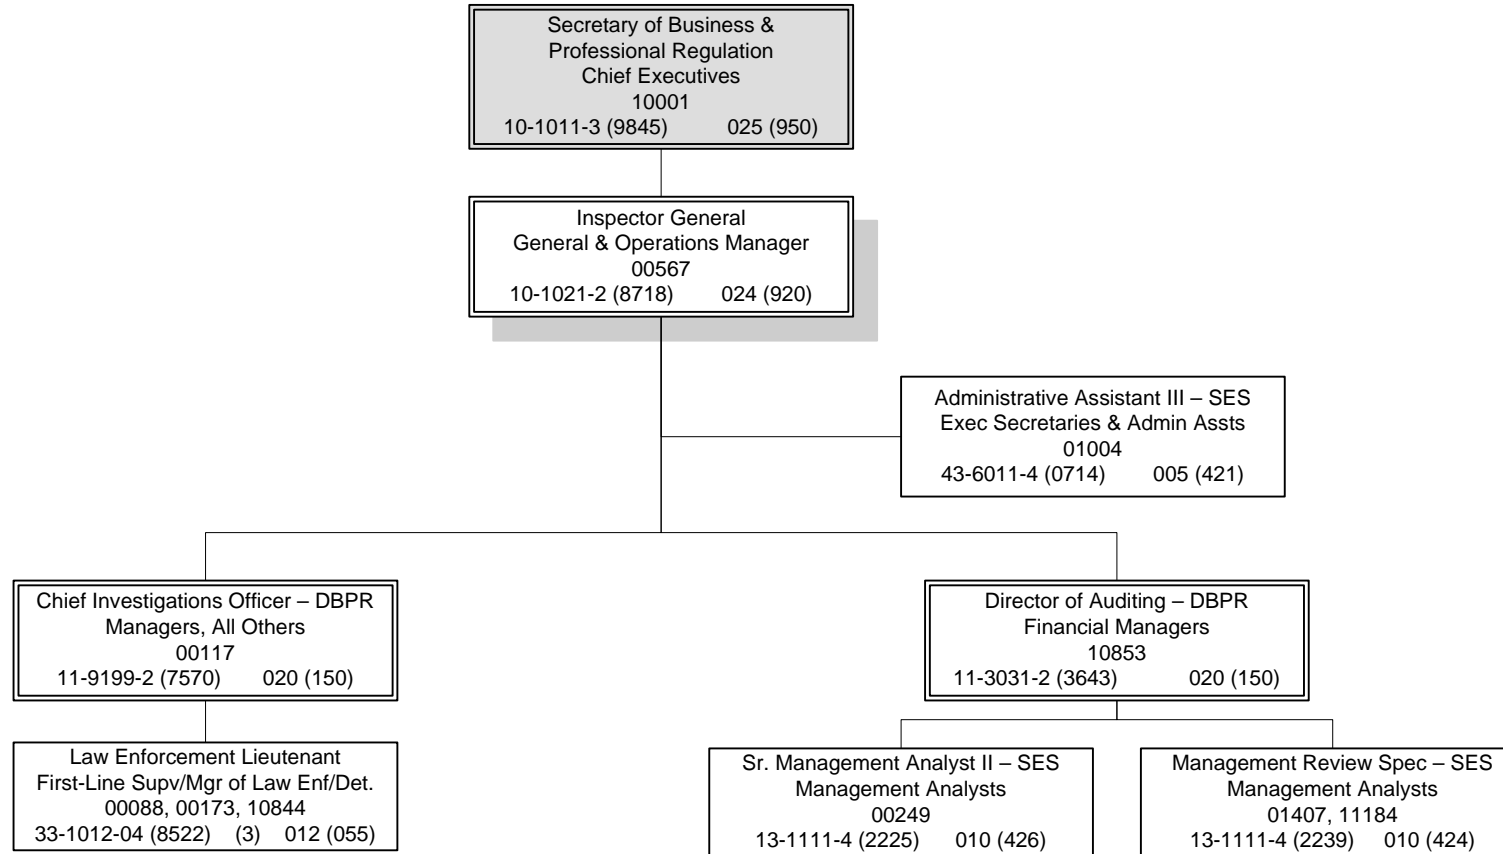 Secretary of Business &
Professional Regulation
Chief Executives
10001
10-1011-3 (9845) 025 (950)
Inspector General
General & Operations Manager
00567
10-1021-2 (8718) 024 (920)
Administrative Assistant III – SES
Exec Secretaries & Admin Assts
01004
43-6011-4 (0714) 005 (421)
Chief Investigations Officer – DBPR
Managers, All Others
00117
11-9199-2 (7570) 020 (150)
Director of Auditing – DBPR
Financial Managers
10853
11-3031-2 (3643) 020 (150)
Law Enforcement Lieutenant
First-Line Supv/Mgr of Law Enf/Det.
00088, 00173, 10844
33-1012-04 (8522) (3) 012 (055)
Sr. Management Analyst II – SES
Management Analysts
00249
13-1111-4 (2225) 010 (426)
Management Review Spec – SES
Management Analysts
01407, 11184
13-1111-4 (2239) 010 (424)